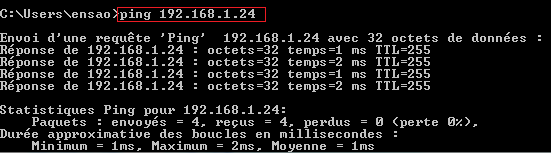 C:\Users\ensao>ping 192.168.1.24
Envoi d'une requête 'Ping'  192.168.1.24 avec 32 octets de données :
Réponse de 192.168.1.24 : octets=32 temps=1 ms TTL=255
Réponse de 192.168.1.24 : octets=32 temps=2 ms TTL=255
Réponse de 192.168.1.24 : octets=32 temps=2 ms TTL=255
Réponse de 192.168.1.24 : octets=32 temps=2 ms TTL=255
Statistiques Ping pour 192.168.1.24:
    Paquets : envoyés = 4, reçus = 4, perdus = 0 (perte 0%),
Durée approximative des boucles en millisecondes :
    Minimum = 1ms, Maximum = 2ms, Moyenne = 1ms